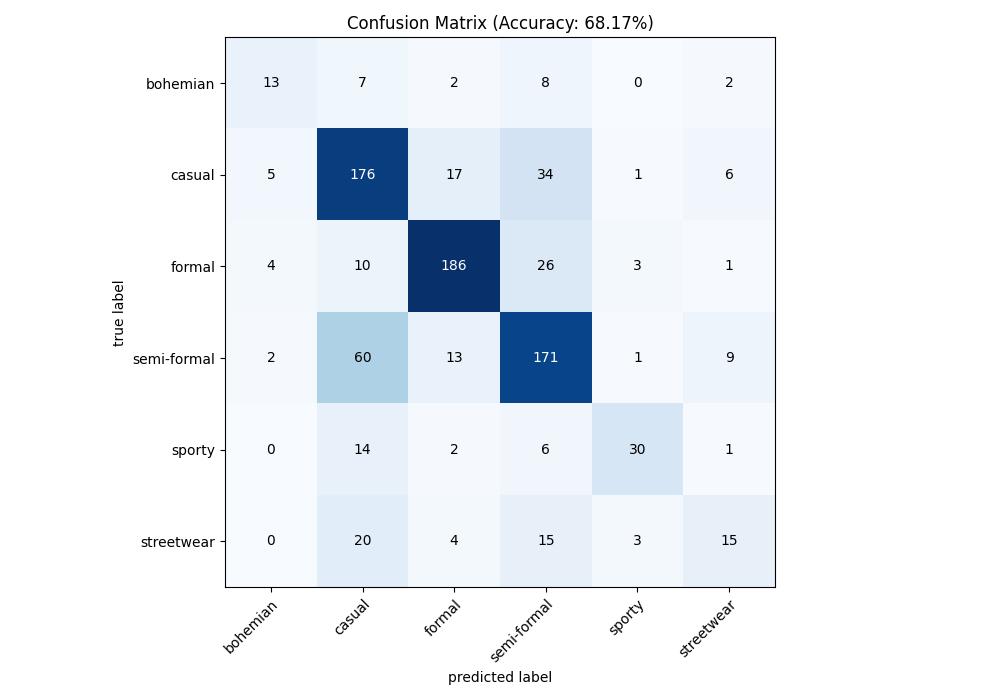 Confusion Matrix (Accuracy: 68.17%)
bohemian 13 7 2 8 0 2
casual 5 176 17 34 1 6
formal 4 10 186 26 3 1
true label
semi-formal 2 60 13 171 1 9
sporty 0 14 2 6 30 1
streetwear 0 20 4 15 3 15
bohemian casual formal semi-formal sporty streetwear
predicted label